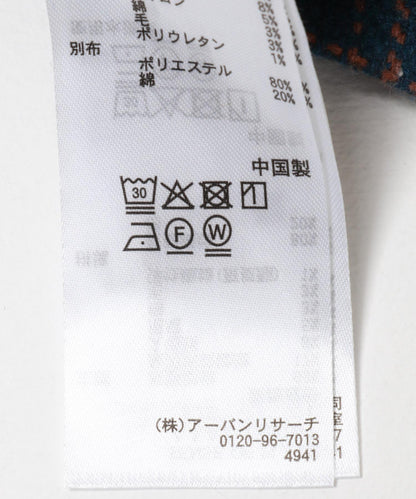 綿 8%
毛 5%
ポリウレタン 3%
3%
別布 1%
ポリエステル 80%
綿 20%
中国製
30
F W
(株)アーバンリサーチ
0120-96-7013
4941